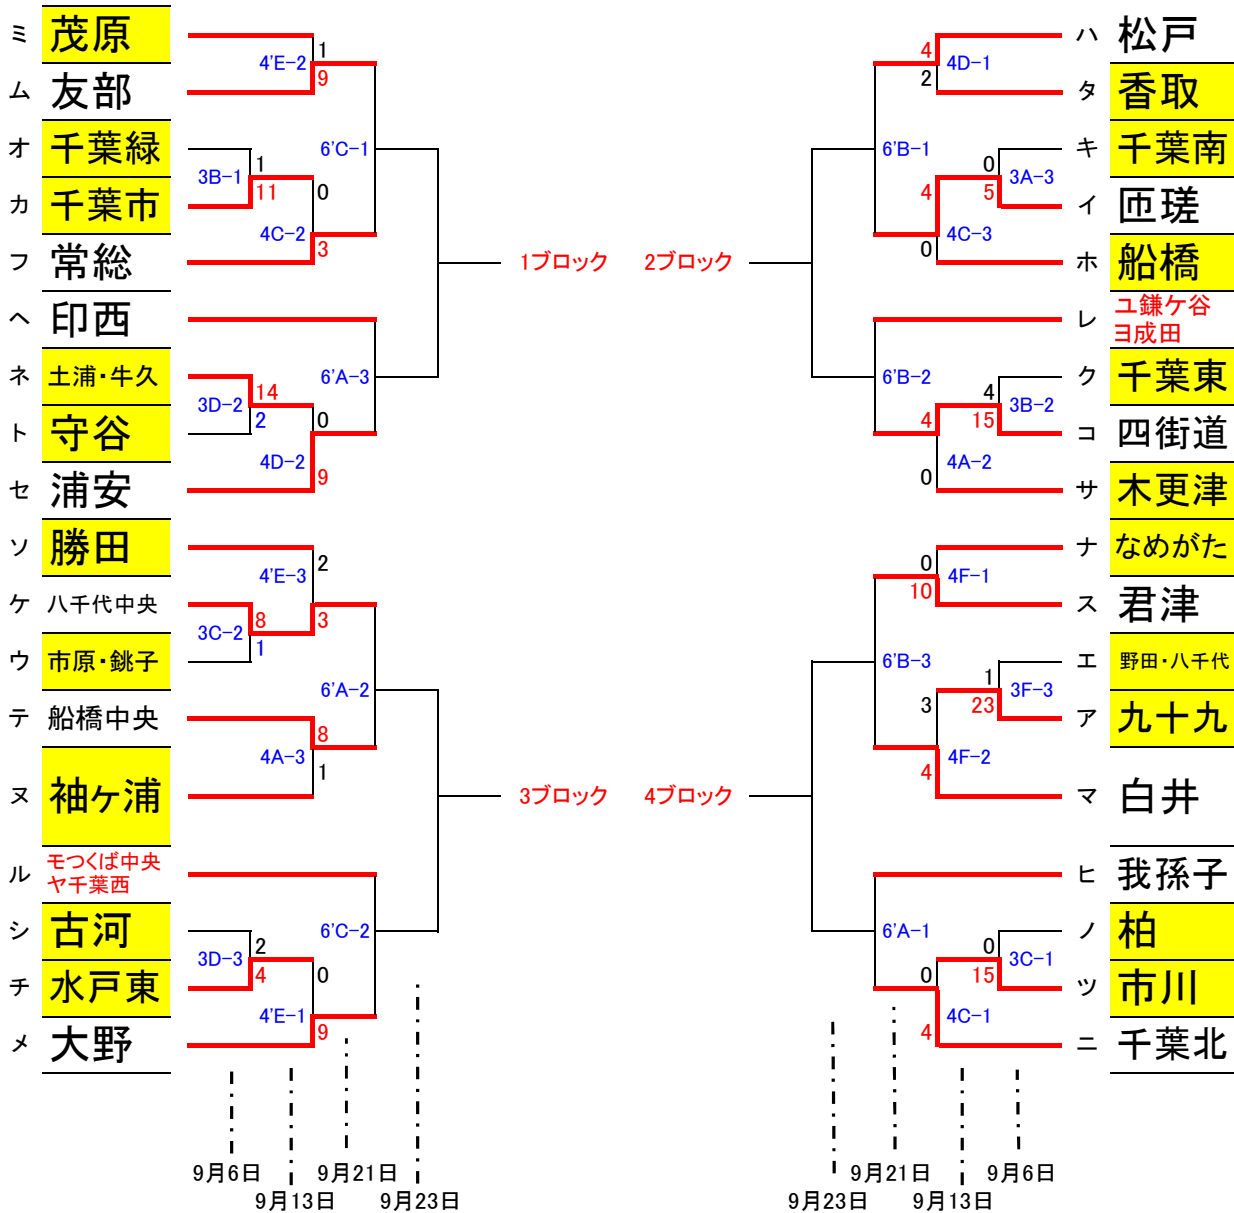 ミ 茂原
4'E-2
1
9
ム 友部
オ 千葉緑
3B-1
1
11
カ 千葉市
6'C-1
0
4C-2
3
フ 常総
1ブロック
ヘ 印西
ネ 土浦・牛久
14
3D-2
2
ト 守谷
6'A-3
0
4D-2
9
セ 浦安
ソ 勝田
4'E-3
2
3
ケ 八千代中央
8
3C-2
1
ウ 市原・銚子
6'A-2
テ 船橋中央
8
4A-3
1
ヌ 袖ヶ浦
3ブロック
ル モつくば中央
ヤ千葉西
シ 古河
6'C-2
2
3D-3
4
チ 水戸東
0
4'E-1
9
メ 大野
9月6日
9月13日
9月21日
9月23日
ハ 松戸
4
4D-1
2
タ 香取
6'B-1
キ 千葉南
0
3A-3
5
4
イ 匝瑳
4C-3
0
ホ 船橋
2ブロック
レ ユ鎌ケ谷
ヨ成田
6'B-2
ク 千葉東
4
3B-2
15
4
コ 四街道
4A-2
0
サ 木更津
ナ なめがた
0
4F-1
10
ス 君津
6'B-3
エ 野田・八千代
1
3F-3
23
3
ア 九十九
4F-2
4
マ 白井
4ブロック
ヒ 我孫子
6'A-1
ノ 柏
0
3C-1
15
0
ツ 市川
4C-1
4
ニ 千葉北
9月23日
9月21日
9月13日
9月6日